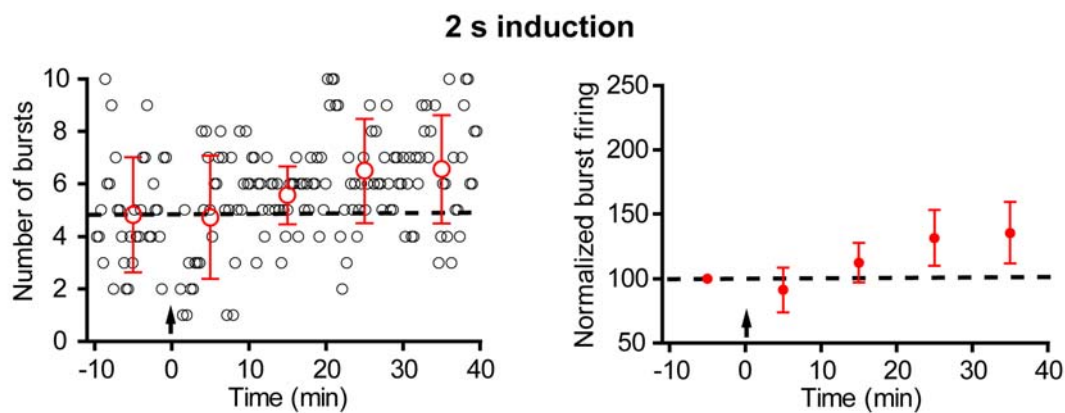 2 s induction
Number of bursts
10
8
6
4
2
0
-10 0 10 20 30 40
Time (min)
Normalized burst firing
250
200
150
100
50
-10 0 10 20 30 40
Time (min)